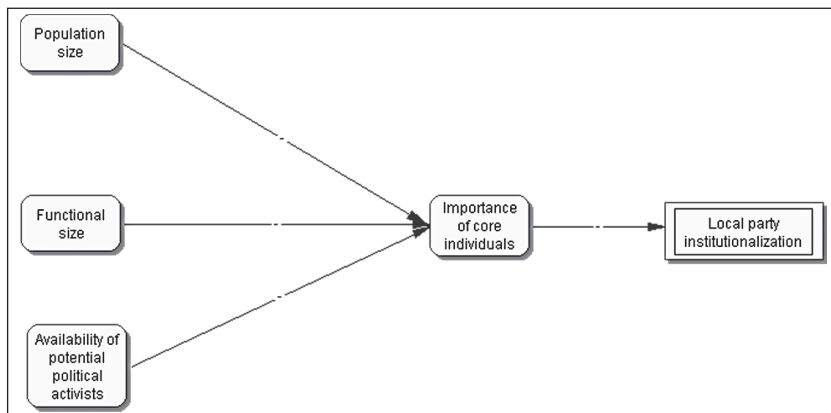 Population
size
Functional
size
Availability of
potential
political
activists
Importance
of core
individuals
Local party
institutionalization